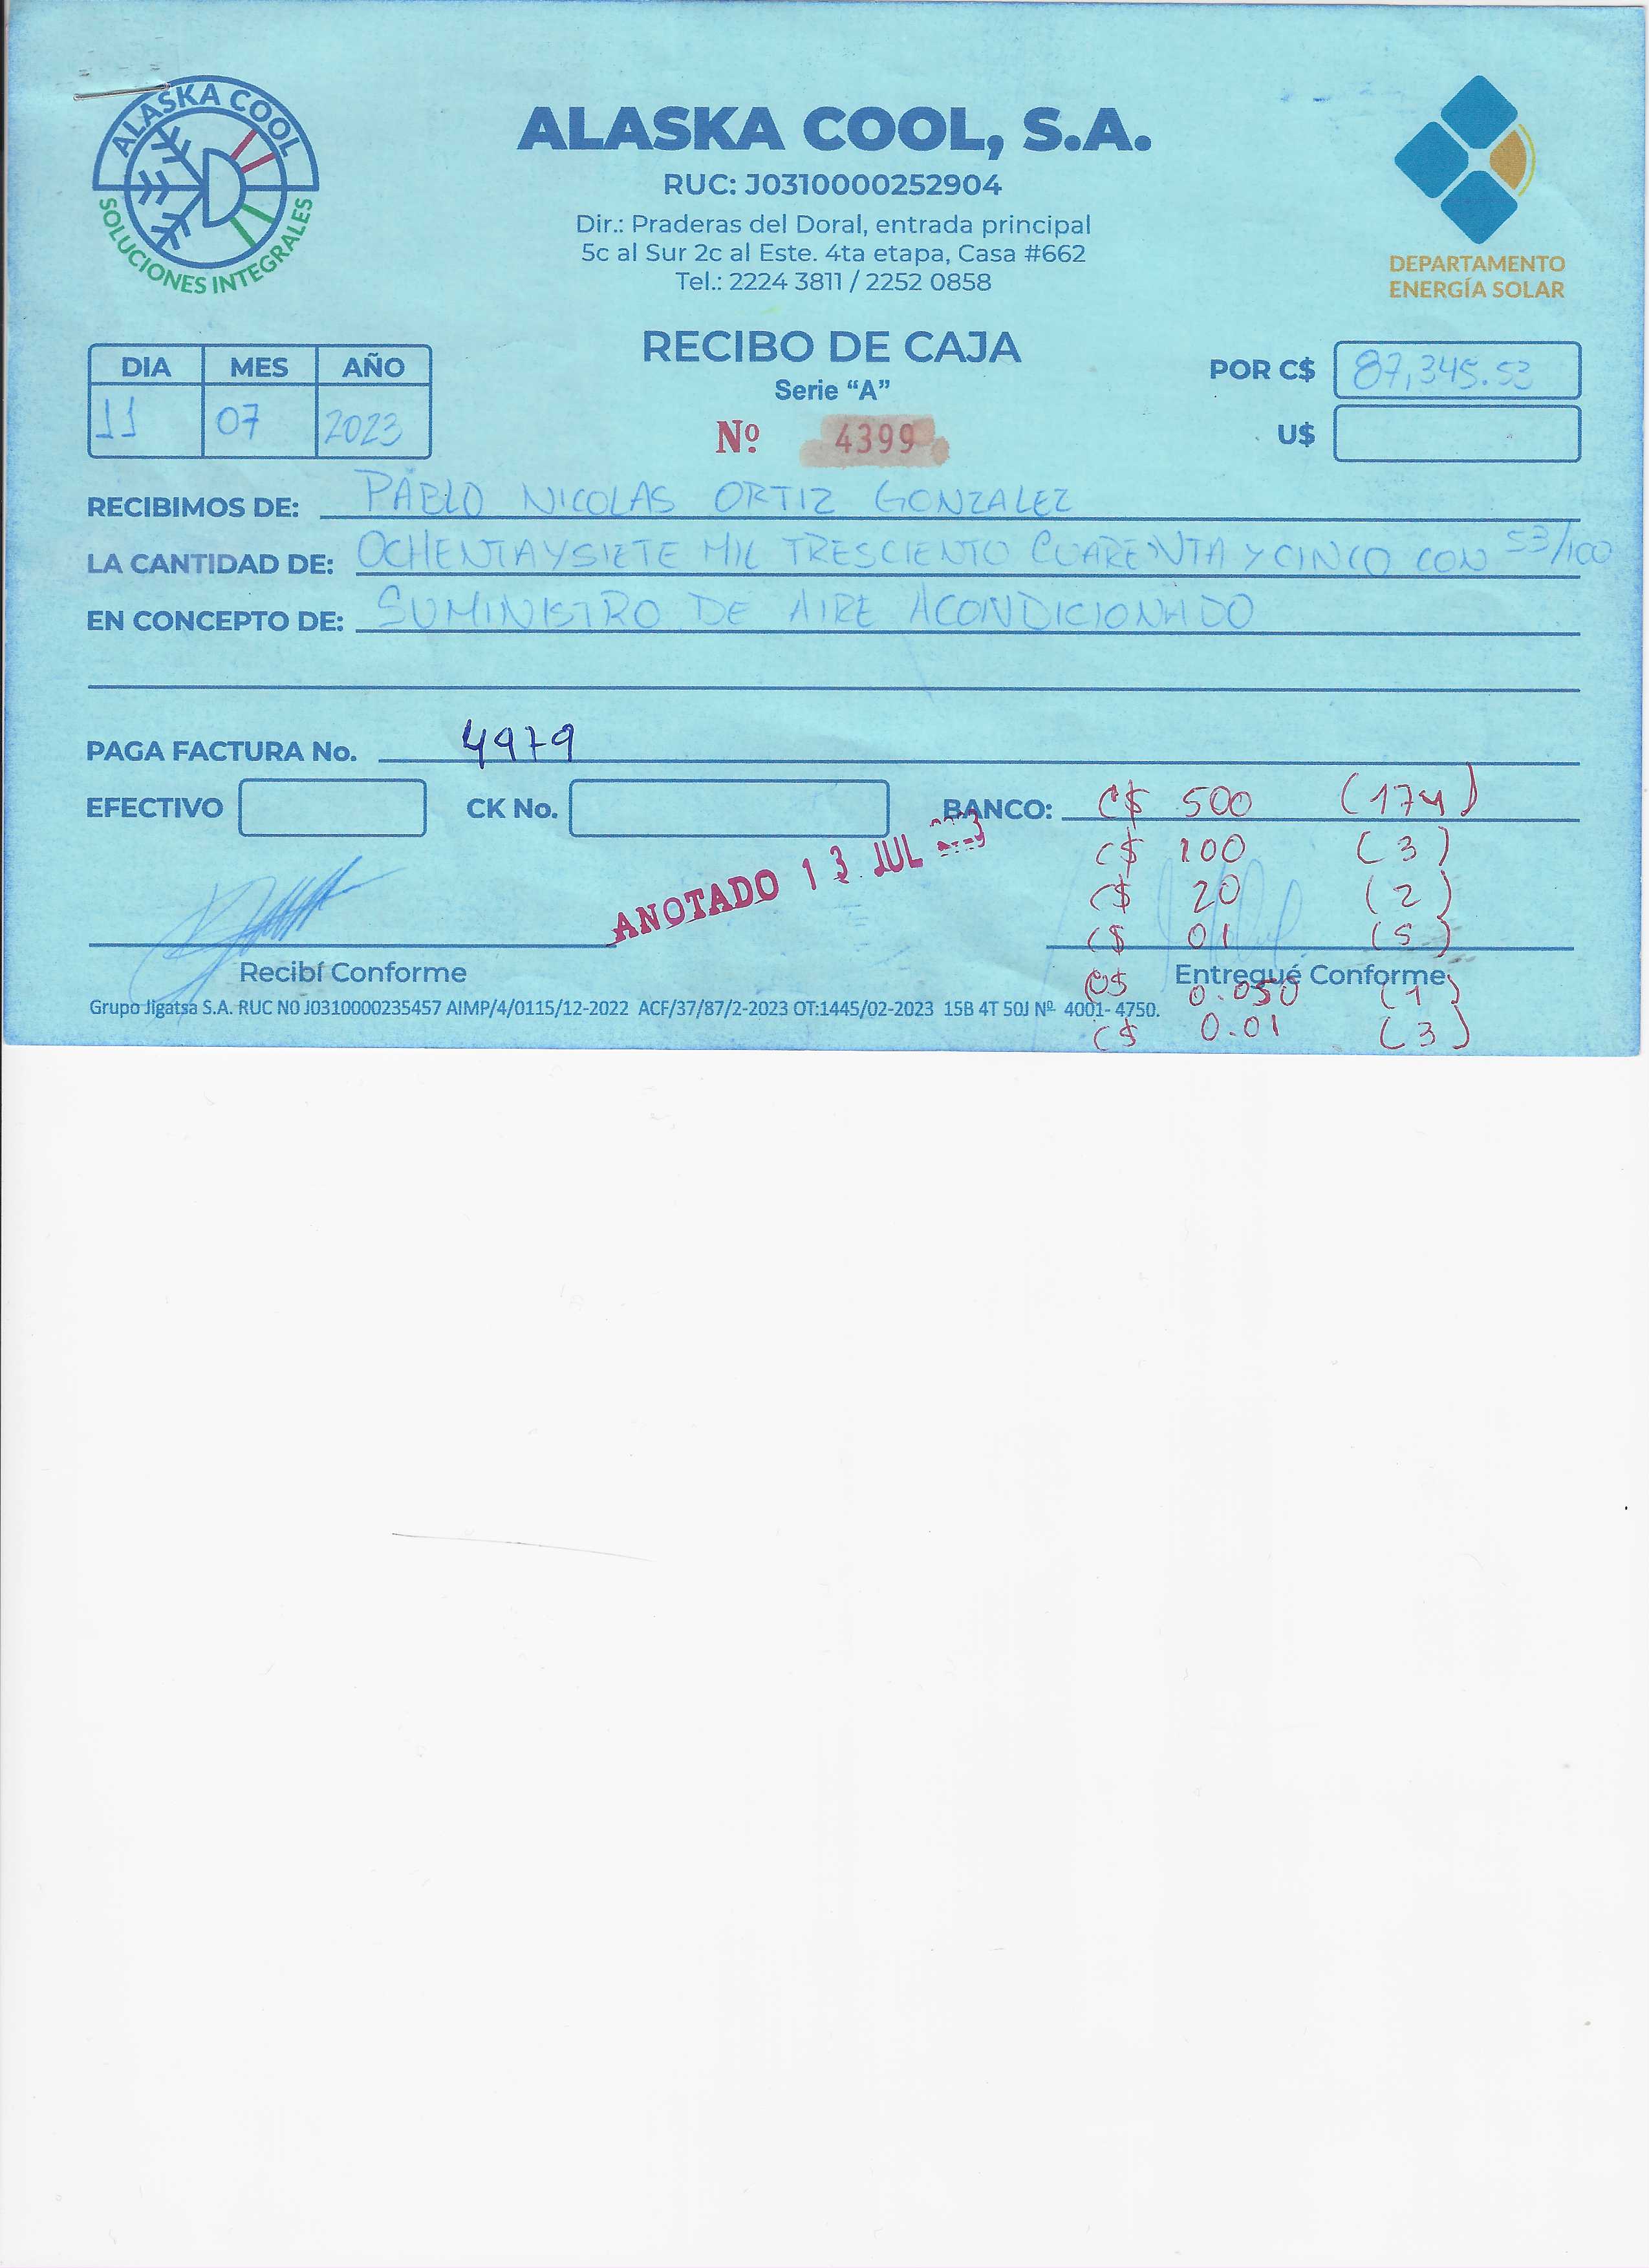 ALASKA COOL
SOLUCIONES INTEGRALES
ALASKA COOL, S.A.
RUC: J0310000252904
Dir.: Praderas del Doral, entrada principal
5c al Sur 2c al Este. 4ta etapa, Casa #662
Tel.: 2224 3811 / 2252 0858
DEPARTAMENTO
ENERGÍA SOLAR
RECIBO DE CAJA
Serie "A"
Nº 4399
DIA MES AÑO
11 07 2023
POR C$ 87,345.53
U$
RECIBIMOS DE: PABLO NICOLAS ORTIZ GONZALEZ
LA CANTIDAD DE: OCHENTAYSIETE MIL TRESCIENTO CUARENTA Y CINCO CON 53/100
EN CONCEPTO DE: SUMINISTRO DE AIRE ACONDICIONADO
PAGA FACTURA No. 4979
EFECTIVO CK No. BANCO: C$ 500 (174)
C$ 100 (3)
C$ 20 (2)
C$ 01 (5)
C$ 0.050 (1)
C$ 0.01 (3)
ANOTADO 13 JUL
Recibí Conforme
Entregué Conforme
Grupo Jigatsa S.A. RUC N0 J0310000235457 AIMP/4/0115/12-2022 ACF/37/87/2-2023 OT:1445/02-2023 15B 4T 50J Nº 4001- 4750.